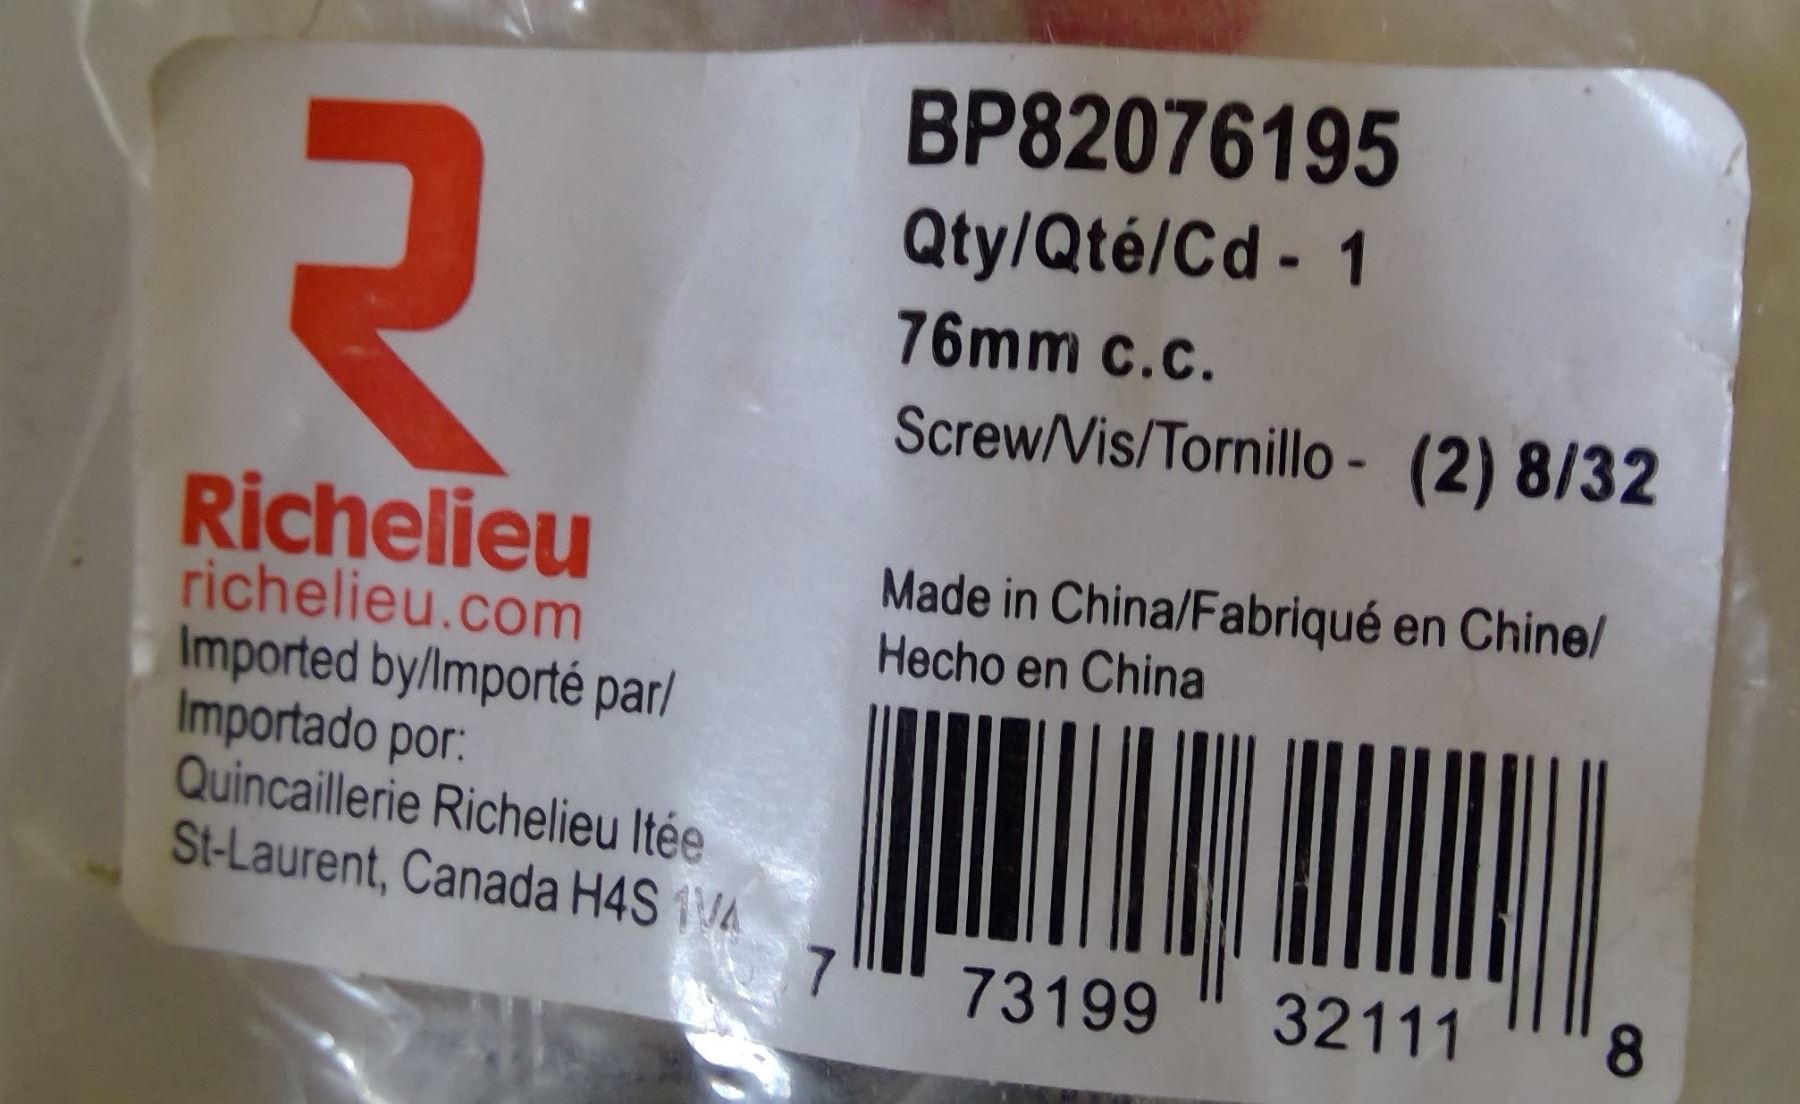 Richelieu
richelieu.com
Imported by/Importé par/
Importado por:
Quincaillerie Richelieu ltée
St-Laurent, Canada H4S 1V4
BP82076195
Qty/Qté/Cd - 1
76mm c.c.
Screw/Vis/Tornillo - (2) 8/32
Made in China/Fabriqué en Chine/
Hecho en China
7 73199 32111 8